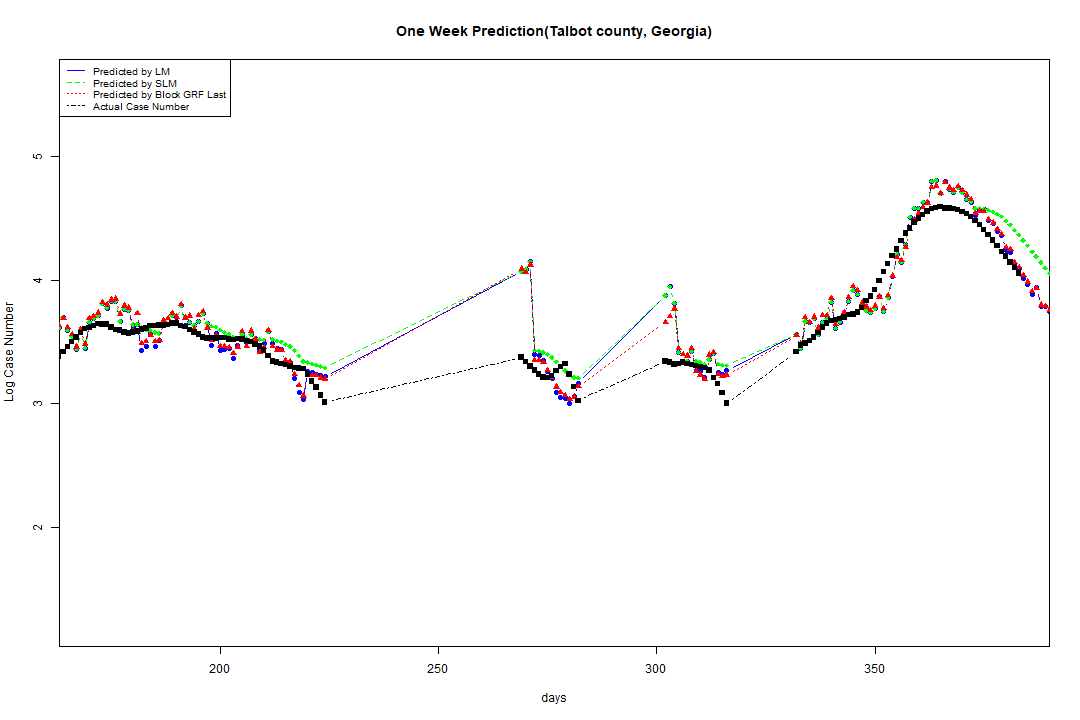 One Week Prediction(Talbot county, Georgia)
Predicted by LM
Predicted by SLM
Predicted by Block GRF Last
Actual Case Number
5
4
3
2
Log Case Number
200
250
300
350
days